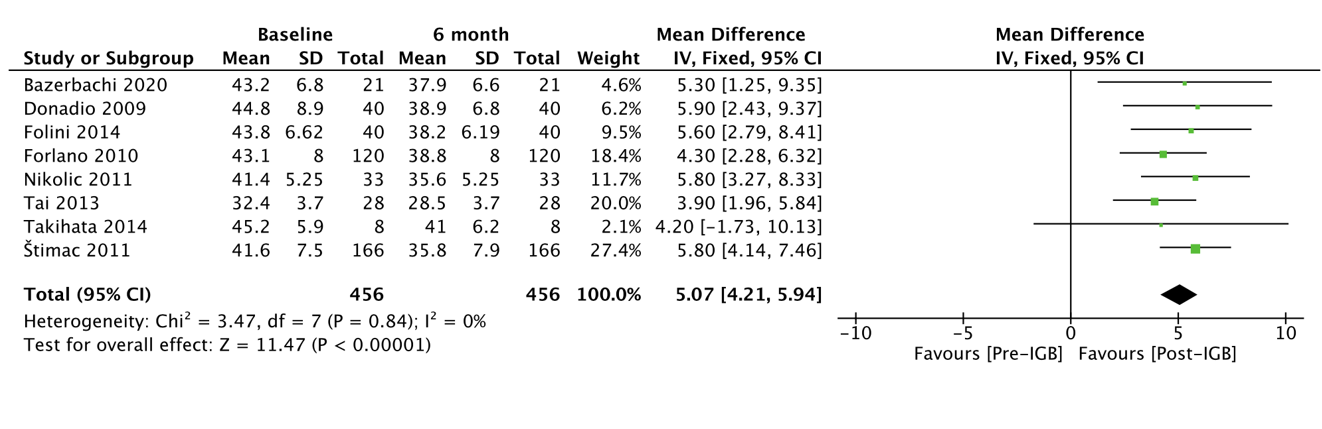 Baseline 6 month Mean Difference Mean Difference
Study or Subgroup Mean SD Total Mean SD Total Weight IV, Fixed, 95% CI IV, Fixed, 95% CI
Bazerbachi 2020 43.2 6.8 21 37.9 6.6 21 4.6% 5.30 [1.25, 9.35]
Donadio 2009 44.8 8.9 40 38.9 6.8 40 6.2% 5.90 [2.43, 9.37]
Folini 2014 43.8 6.62 40 38.2 6.19 40 9.5% 5.60 [2.79, 8.41]
Forlano 2010 43.1 8 120 38.8 8 120 18.4% 4.30 [2.28, 6.32]
Nikolic 2011 41.4 5.25 33 35.6 5.25 33 11.7% 5.80 [3.27, 8.33]
Tai 2013 32.4 3.7 28 28.5 3.7 28 20.0% 3.90 [1.96, 5.84]
Takihata 2014 45.2 5.9 8 41 6.2 8 2.1% 4.20 [−1.73, 10.13]
Štimac 2011 41.6 7.5 166 35.8 7.9 166 27.4% 5.80 [4.14, 7.46]
Total (95% CI) 456 456 100.0% 5.07 [4.21, 5.94]
Heterogeneity: Chi² = 3.47, df = 7 (P = 0.84); I² = 0%
Test for overall effect: Z = 11.47 (P < 0.00001)
−10 −5 0 5 10
Favours [Pre−IGB] Favours [Post−IGB]